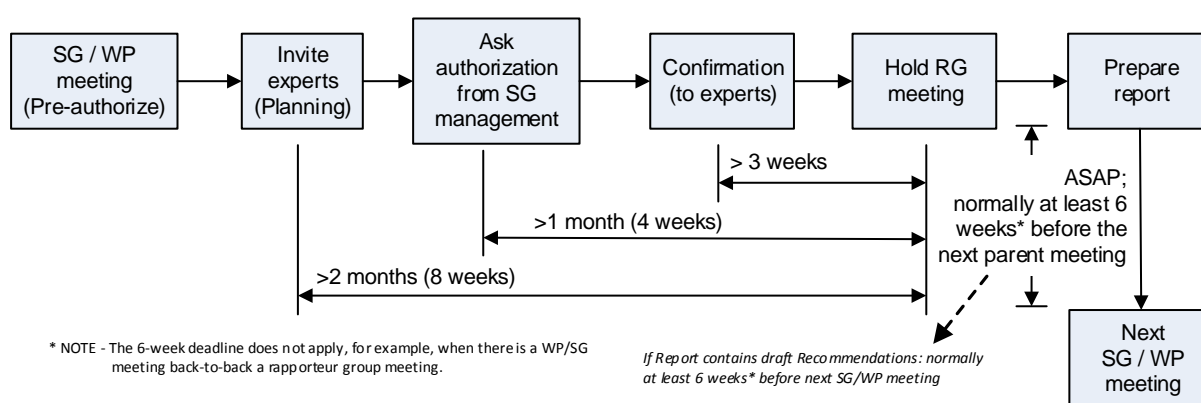 SG / WP
meeting
(Pre-authorize)
Invite
experts
(Planning)
Ask
authorization
from SG
management
Confirmation
(to experts)
Hold RG
meeting
Prepare
report
> 3 weeks
>1 month (4 weeks)
>2 months (8 weeks)
ASAP;
normally at least 6
weeks* before the
next parent meeting
* NOTE - The 6-week deadline does not apply, for example, when there is a WP/SG
meeting back-to-back a rapporteur group meeting.
If Report contains draft Recommendations: normally
at least 6 weeks* before next SG/WP meeting
Next
SG / WP
meeting